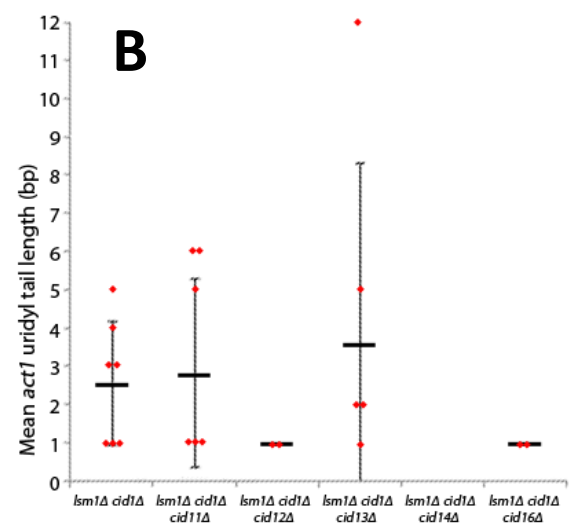 B
Mean act1 uridyl tail length (bp)
12
11
10
9
8
7
6
5
4
3
2
1
0
lsm1Δ cid1Δ
lsm1Δ cid1Δ
cid11Δ
lsm1Δ cid1Δ
cid12Δ
lsm1Δ cid1Δ
cid13Δ
lsm1Δ cid1Δ
cid14Δ
lsm1Δ cid1Δ
cid16Δ